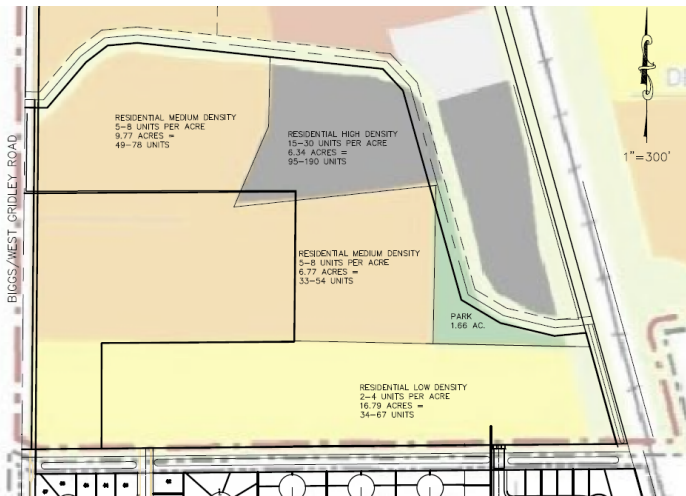 RESIDENTIAL MEDIUM DENSITY
5-8 UNITS PER ACRE
9.77 ACRES =
49-78 UNITS
RESIDENTIAL HIGH DENSITY
15-30 UNITS PER ACRE
6.34 ACRES =
95-190 UNITS
DE
1"=300'
BIGGS/WEST GRIDLEY ROAD
RESIDENTIAL MEDIUM DENSITY
5-8 UNITS PER ACRE
6.77 ACRES =
33-54 UNITS
PARK
1.66 AC.
RESIDENTIAL LOW DENSITY
2-4 UNITS PER ACRE
16.79 ACRES =
34-67 UNITS